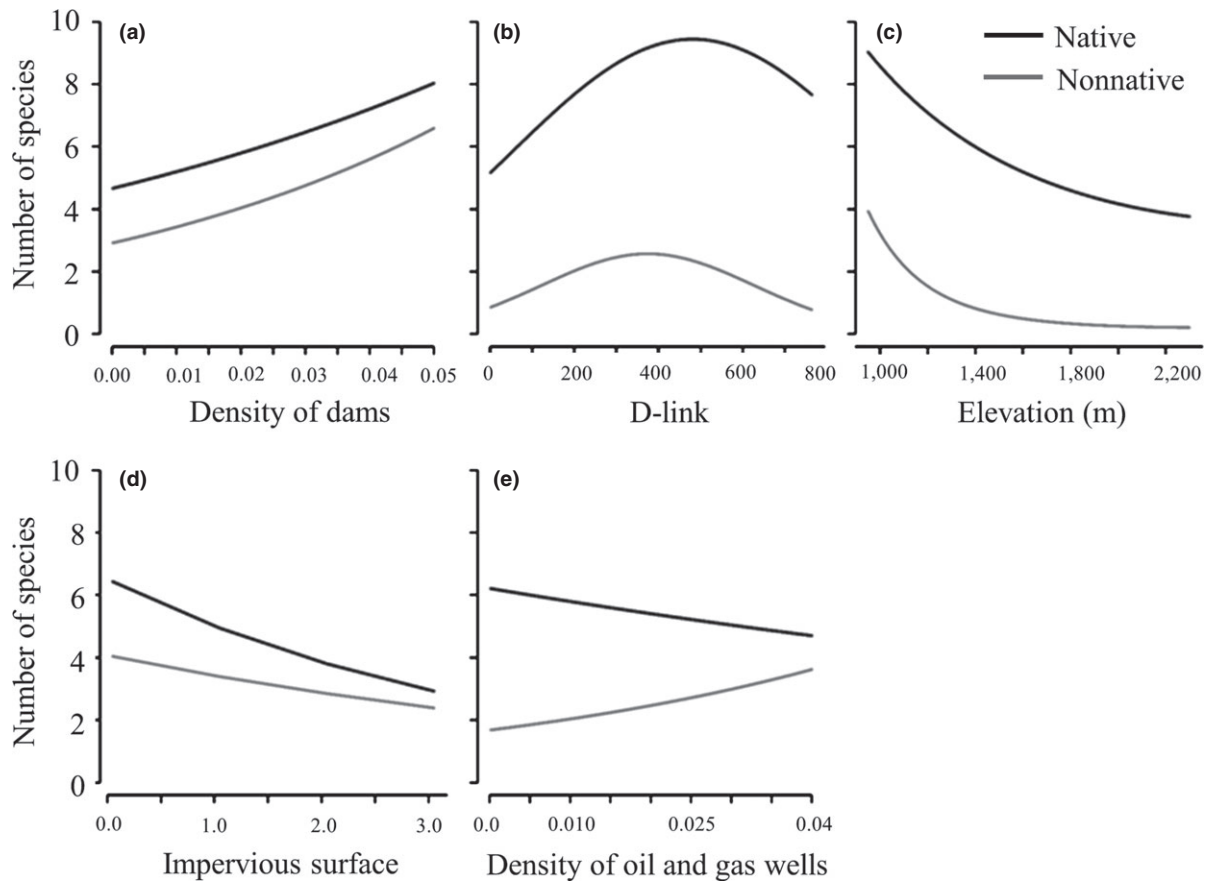 (a)
10
8
6
4
2
0
Number of species
0.00 0.01 0.02 0.03 0.04 0.05
Density of dams
(b)
0 200 400 600 800
D-link
(c)
Native
Nonnative
1,000 1,400 1,800 2,200
Elevation (m)
(d)
10
8
6
4
2
0
Number of species
0.0 1.0 2.0 3.0
Impervious surface
(e)
0.0 0.010 0.025 0.04
Density of oil and gas wells